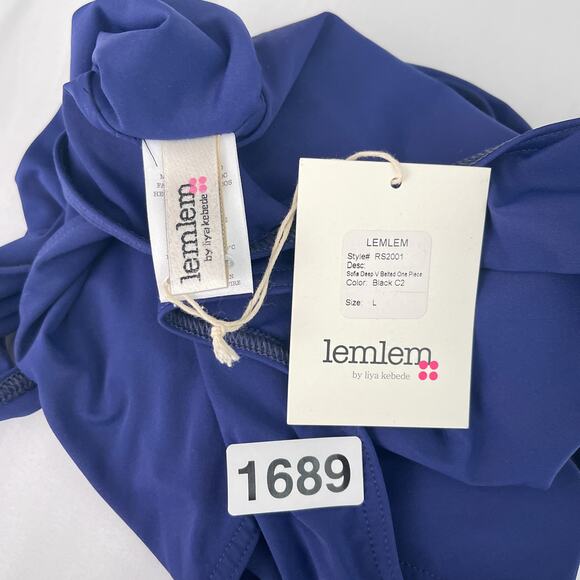 lemlem
by liya kebede
LEMLEM
Style# RS2001
Desc:
Sofia Deep V Belted One Piece
Color: Black C2
Size: L
lemlem
by liya kebede
1689